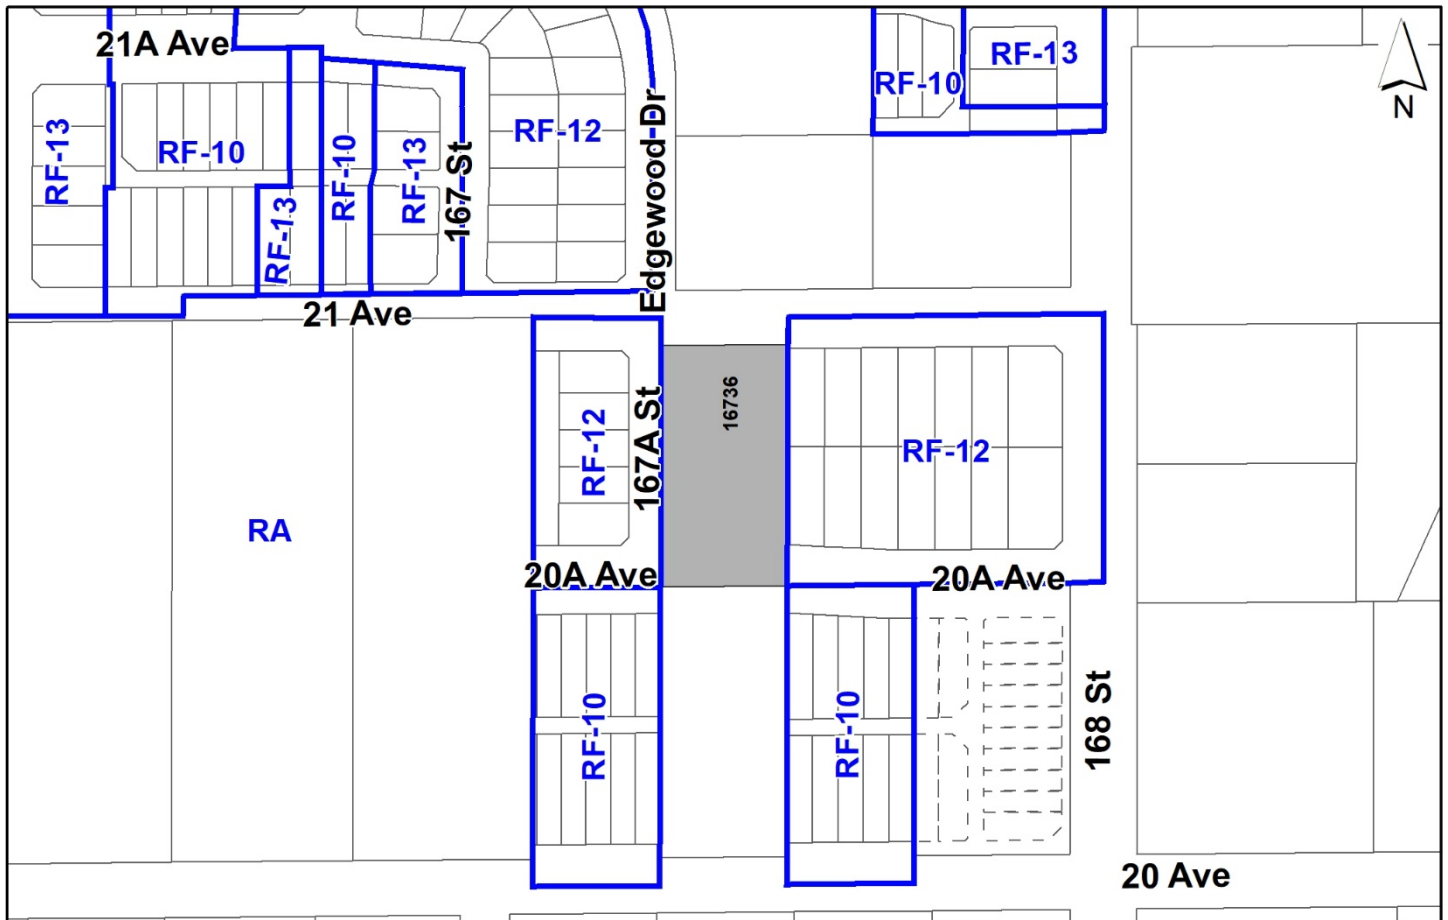 21A Ave
RF-13
RF-10
RF-13
RF-10
RF-13
167 St
RF-12
Edgewood Dr
RF-10
RF-13
N
21 Ave
RF-12
167A St
16736
RF-12
RA
20A Ave
20A Ave
RF-10
RF-10
168 St
20 Ave